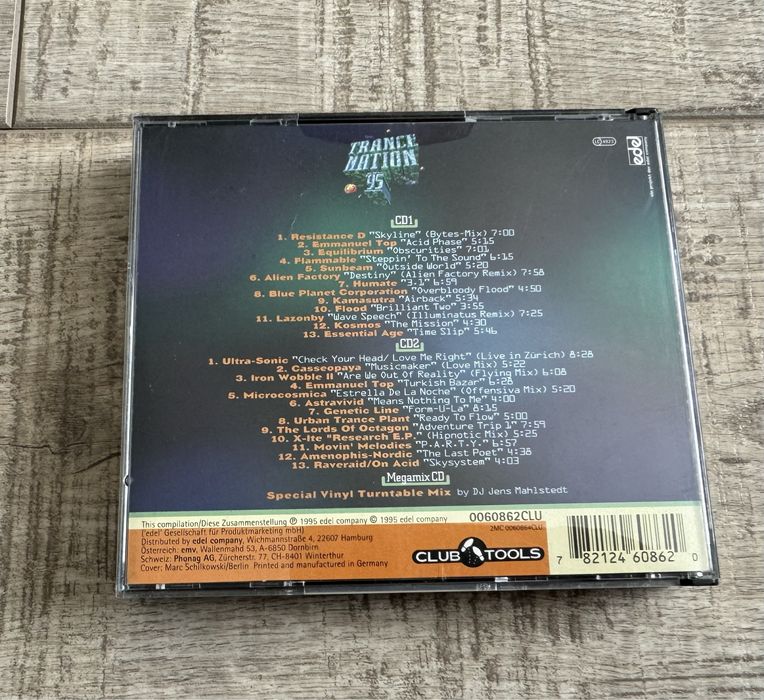 TRANCE
NATION
95
LC 4923
edel
CD1
1. Resistance D "Skyline" (Bytes-Mix) 7:00
2. Emmanuel Top "Acid Phase" 5:15
3. Equilibrium "Obscurities" 7:01
4. Flammable "Steppin' To The Sound" 6:15
5. Sunbeam "Outside World" 5:20
6. Alien Factory "Destiny" (Alien Factory Remix) 7:58
7. Humate "3.1" 6:59
8. Blue Planet Corporation "Overbloody Flood" 4:50
9. Kamasutra "Airback" 5:34
10. Flood "Brilliant Two" 3:55
11. Lazonby "Wave Speech" (Illuminatus Remix) 7:25
12. Kosmos "The Mission" 4:30
13. Essential Age "Time Slip" 5:46
CD2
1. Ultra-Sonic "Check Your Head/ Love Me Right" (Live in Zürich) 8:28
2. Casseopaya "Musicmaker" (Love Mix) 5:22
3. Iron Wobble II "Are We Out Of Reality" (Flying Mix) 6:08
4. Emmanuel Top "Turkish Bazar" 6:28
5. Microcosmica "Estrella De La Noche" (Offensiva Mix) 5:20
6. Astravivid "Means Nothing To Me" 4:00
7. Genetic Line "Form-U-La" 8:15
8. Urban Trance Plant "Ready To Flow" 5:00
9. The Lords Of Octagon "Adventure Trip 1" 7:59
10. X-Ite "Research E.P." (Hipnotic Mix) 5:25
11. Movin' Melodies "P.A.R.T.Y." 6:57
12. Amenophis-Nordic "The Last Poet" 4:38
13. Raveraid/On Acid "Skysystem" 4:03
Megamix CD
Special Vinyl Turntable Mix by DJ Jens Mahlstedt
This compilation/Diese Zusammenstellung ℗ 1995 edel company © 1995 edel company
('edel' Gesellschaft für Produktmarketing mbH)
Distributed by edel company, Wichmannstraße 4, 22607 Hamburg
Österreich: emv, Wallenmahd 53, A-6850 Dornbirn
Schweiz: Phonag AG, Zürcherstr. 77, CH-8401 Winterthur
Cover: Marc Schilkowski/Berlin Printed and manufactured in Germany
0060862CLU
2MC 0060864CLU
CLUB TOOLS
7 82124 60862 0